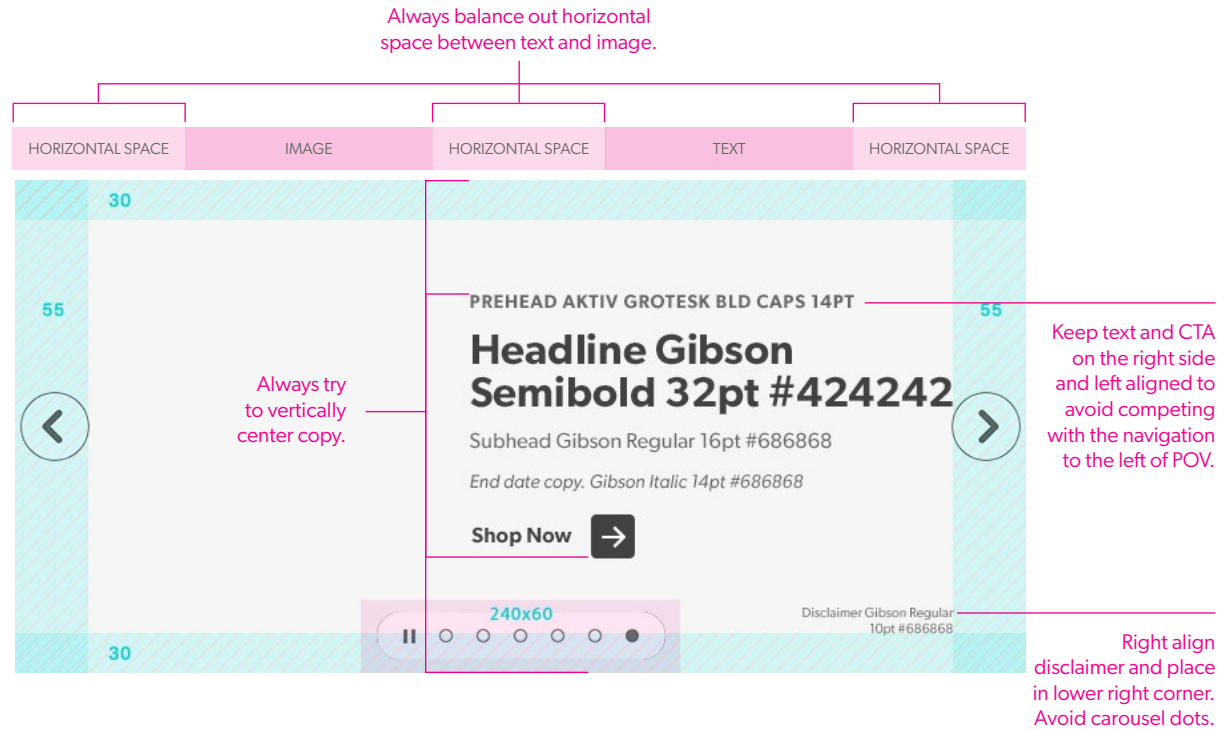 Always balance out horizontal
space between text and image.
HORIZONTAL SPACE
IMAGE
HORIZONTAL SPACE
TEXT
HORIZONTAL SPACE
30
55
55
PREHEAD AKTIV GROTESK BLD CAPS 14PT
Headline Gibson
Semibold 32pt #424242
Subhead Gibson Regular 16pt #686868
End date copy. Gibson Italic 14pt #686868
Shop Now
Always try
to vertically
center copy.
Keep text and CTA
on the right side
and left aligned to
avoid competing
with the navigation
to the left of POV.
240x60
30
Disclaimer Gibson Regular
10pt #686868
Right align
disclaimer and place
in lower right corner.
Avoid carousel dots.